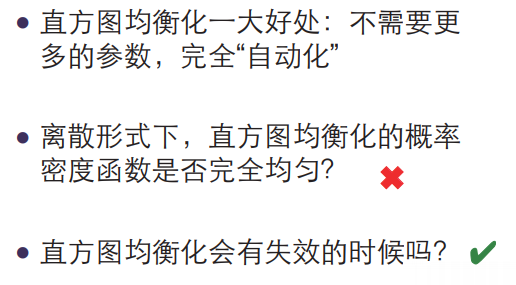 ● 直方图均衡化一大好处：不需要更
多的参数，完全“自动化”
● 离散形式下，直方图均衡化的概率
密度函数是否完全均匀？
● 直方图均衡化会有失效的时候吗？